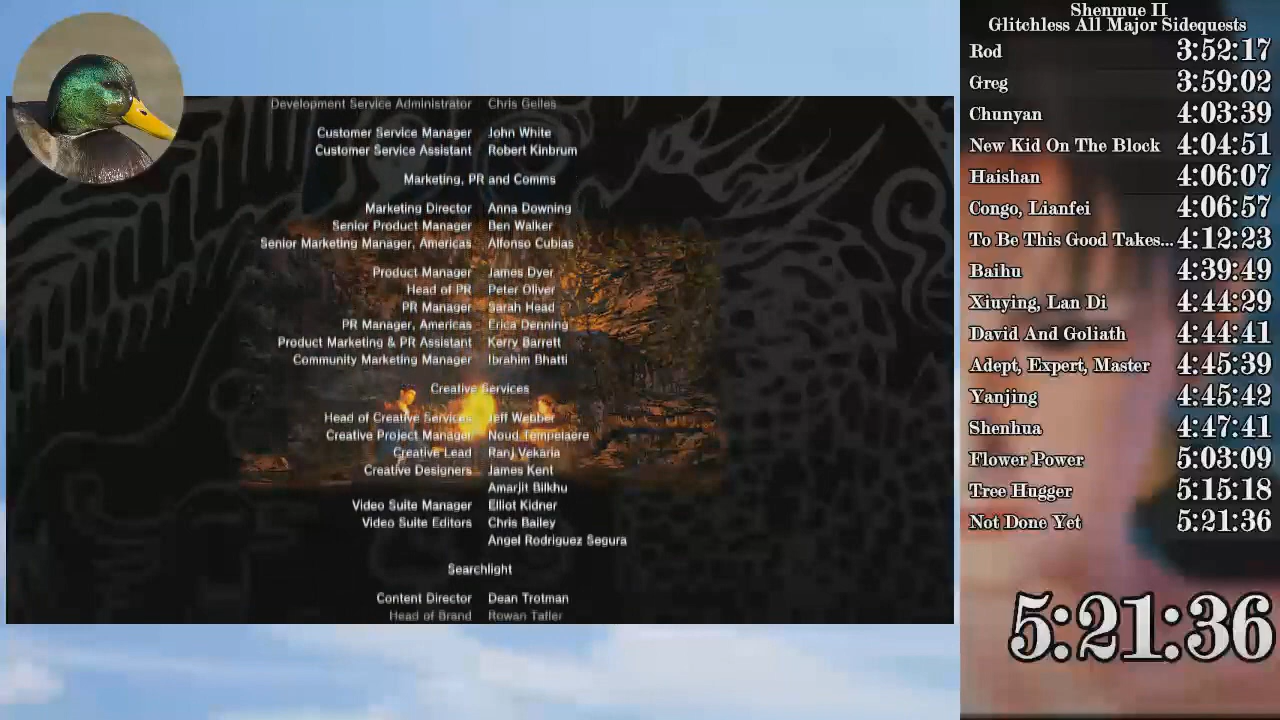 Development Service Administrator Chris Gelles
Customer Service Manager John White
Customer Service Assistant Robert Kinbrum
Marketing, PR and Comms
Marketing Director Anna Downing
Senior Product Manager Ben Walker
Senior Marketing Manager, Americas Alfonso Cubias
Product Manager James Dyer
Head of PR Peter Oliver
PR Manager Sarah Head
PR Manager, Americas Erica Denning
Product Marketing & PR Assistant Kerry Barrett
Community Marketing Manager Ibrahim Bhatti
Creative Services
Head of Creative Services Jeff Webber
Creative Project Manager Noud Tempelaere
Creative Lead Ranj Vekaria
Creative Designers James Kent
Amarjit Bilkhu
Video Suite Manager Elliot Kidner
Video Suite Editors Chris Bailey
Angel Rodriguez Segura
Searchlight
Content Director Dean Trotman
Head of Brand Rowan
Shenmue II
Glitchless All Major Sidequests
Rod 3:52:17
Greg 3:59:02
Chunyan 4:03:39
New Kid On The Block 4:04:51
Haishan 4:06:07
Congo, Lianfei 4:06:57
To Be This Good Takes... 4:12:23
Baihu 4:39:49
Xiuying, Lan Di 4:44:29
David And Goliath 4:44:41
Adept, Expert, Master 4:45:39
Yanjing 4:45:42
Shenhua 4:47:41
Flower Power 5:03:09
Tree Hugger 5:15:18
Not Done Yet 5:21:36
5:21:36